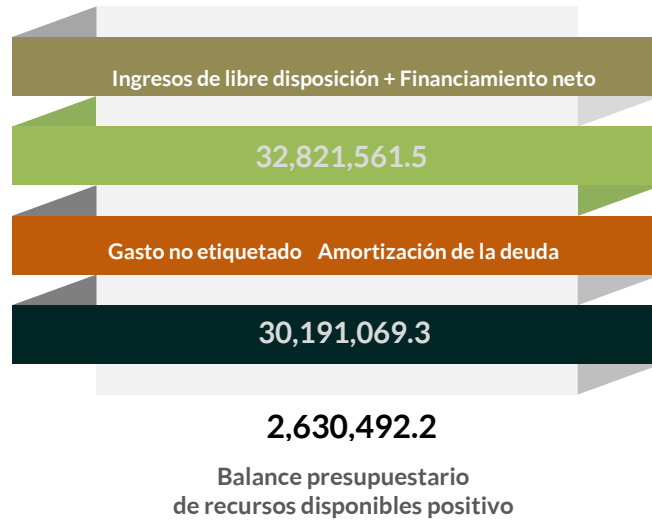 Ingresos de libre disposición + Financiamiento neto
32,821,561.5
Gasto no etiquetado Amortización de la deuda
30,191,069.3
2,630,492.2
Balance presupuestario
de recursos disponibles positivo